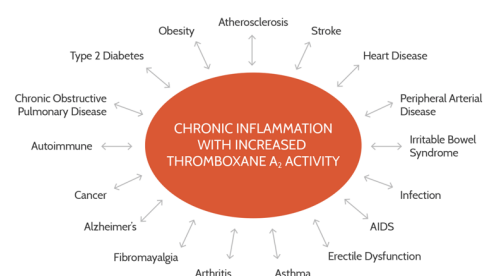 Atherosclerosis
Obesity
Stroke
Type 2 Diabetes
Heart Disease
Chronic Obstructive
Pulmonary Disease
Peripheral Arterial
Disease
CHRONIC INFLAMMATION
WITH INCREASED
THROMBOXANE A₂ ACTIVITY
Autoimmune
Irritable Bowel
Syndrome
Cancer
Infection
Alzheimer's
AIDS
Fibromayalgia
Erectile Dysfunction
Arthritis
Asthma